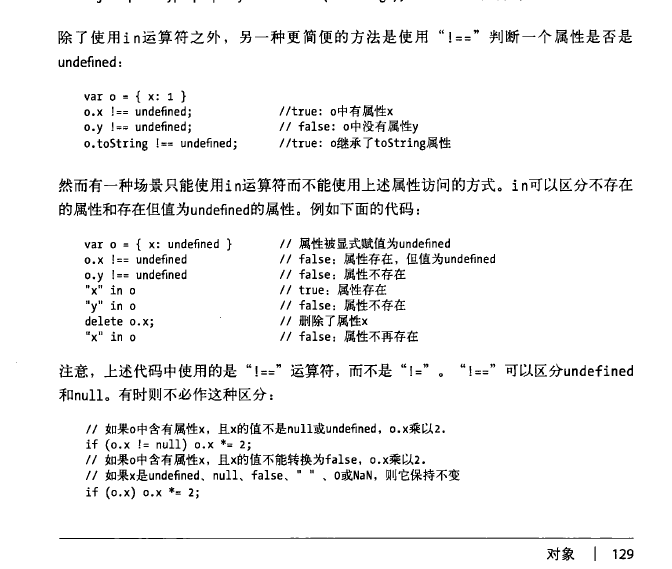 除了使用in运算符之外，另一种更简便的方法是使用“!==”判断一个属性是否是
undefined：
var o = { x: 1 }
o.x !== undefined; //true: o中有属性x
o.y !== undefined; // false: o中没有属性y
o.toString !== undefined; //true: o继承了toString属性
然而有一种场景只能使用in运算符而不能使用上述属性访问的方式。in可以区分不存在
的属性和存在但值为undefined的属性。例如下面的代码：
var o = { x: undefined } // 属性被显式赋值为undefined
o.x !== undefined // false: 属性存在，但值为undefined
o.y !== undefined // false: 属性不存在
"x" in o // true: 属性存在
"y" in o // false: 属性不存在
delete o.x; // 删除了属性x
"x" in o // false: 属性不再存在
注意，上述代码中使用的是“!==”运算符，而不是“!=”。“!==”可以区分undefined
和null。有时则不必作这种区分：
// 如果o中含有属性x，且x的值不是null或undefined，o.x乘以2.
if (o.x != null) o.x *= 2;
// 如果o中含有属性x，且x的值不能转换为false，o.x乘以2.
// 如果x是undefined、null、false、" "、0或NaN，则它保持不变
if (o.x) o.x *= 2;
对象 | 129